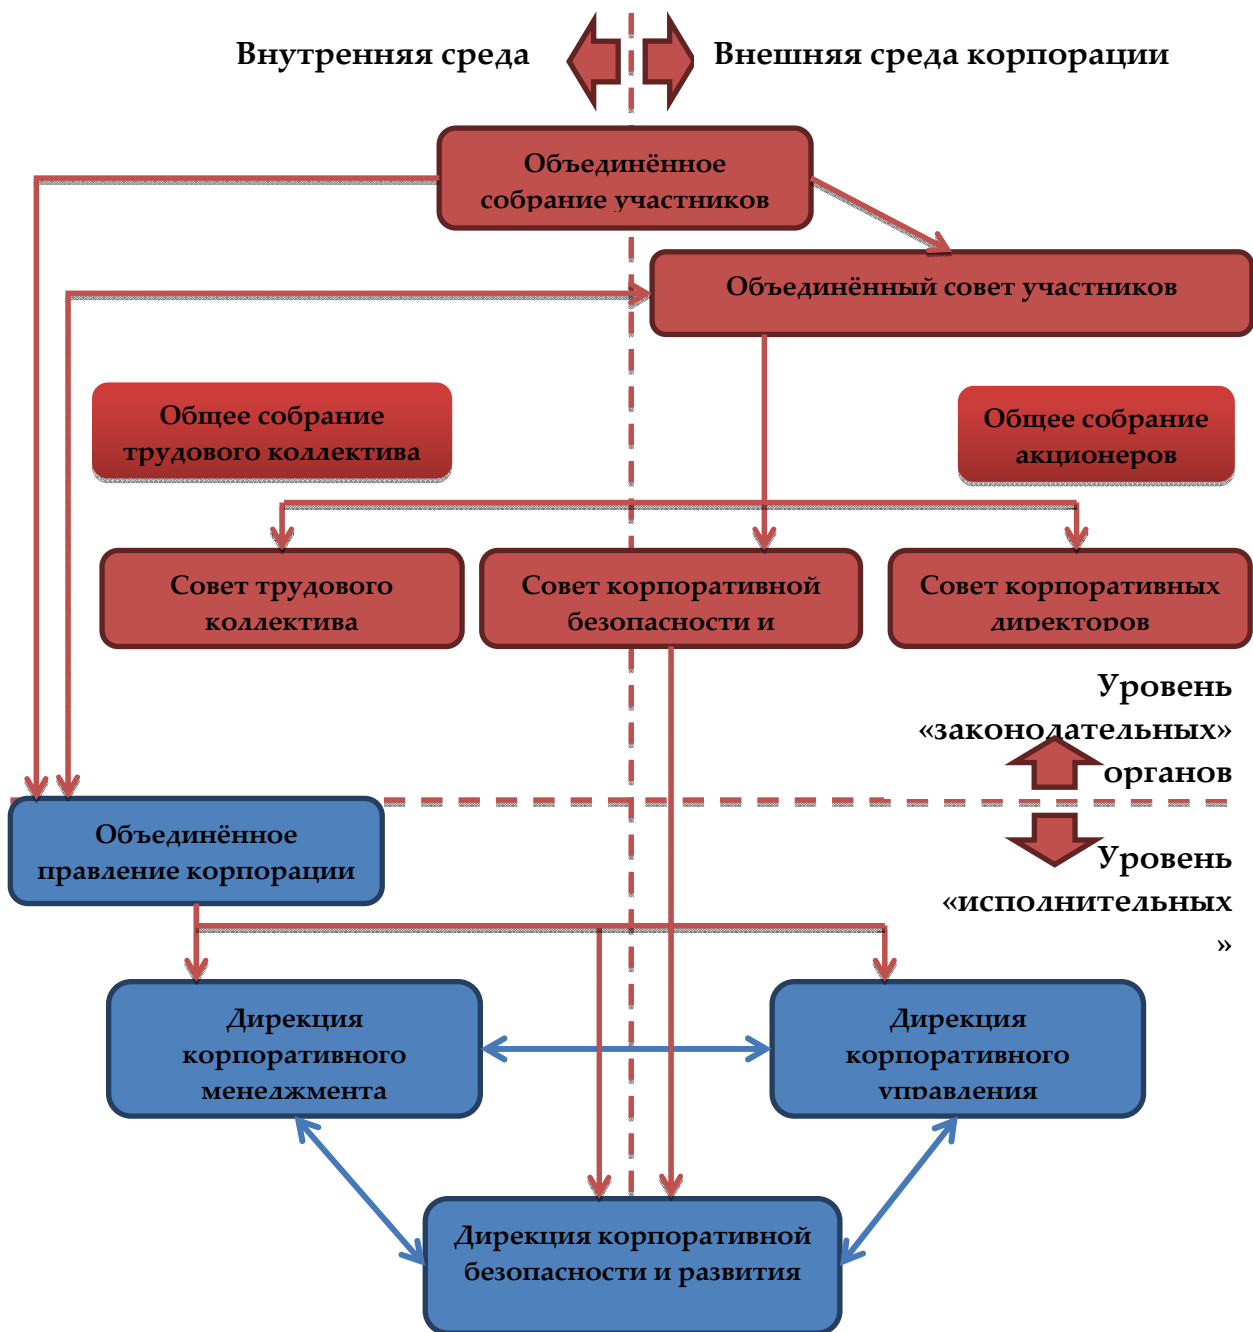 Внутренняя среда
Внешняя среда корпорации
Объединённое
собрание участников
Объединённый совет участников
Общее собрание
трудового коллектива
Общее собрание
акционеров
Совет трудового
коллектива
Совет корпоративной
безопасности и
Совет корпоративных
директоров
Уровень
«законодательных»
органов
Объединённое
правление корпорации
Уровень
«исполнительных
»
Дирекция
корпоративного
менеджмента
Дирекция
корпоративного
управления
Дирекция корпоративной
безопасности и развития